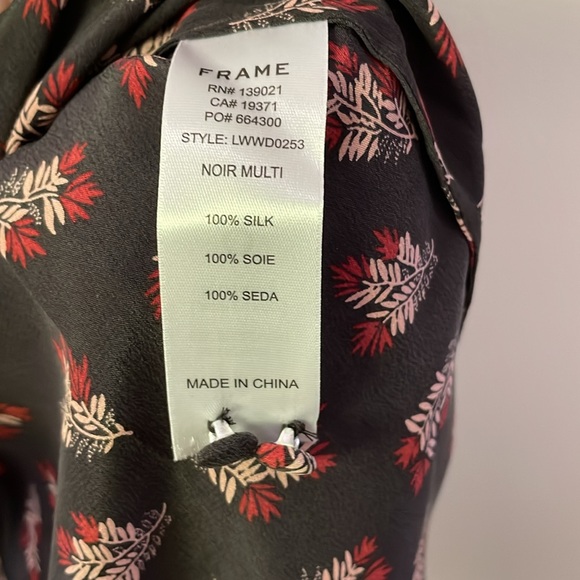 FRAME
RN# 139021
CA# 19371
PO# 664300
STYLE: LWWD0253
NOIR MULTI
100% SILK
100% SOIE
100% SEDA
MADE IN CHINA